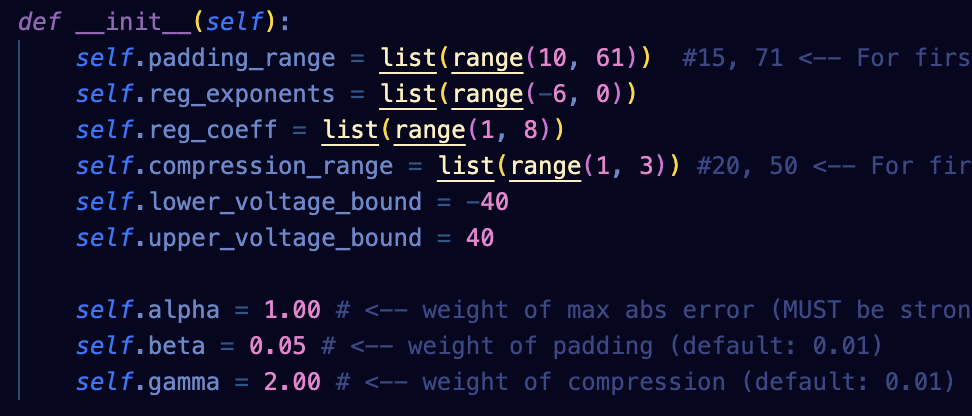 def __init__(self):
self.padding_range = list(range(10, 61)) #15, 71 <-- For firs
self.reg_exponents = list(range(-6, 0))
self.reg_coeff = list(range(1, 8))
self.compression_range = list(range(1, 3)) #20, 50 <-- For fir
self.lower_voltage_bound = -40
self.upper_voltage_bound = 40
self.alpha = 1.00 # <-- weight of max abs error (MUST be stron
self.beta = 0.05 # <-- weight of padding (default: 0.01)
self.gamma = 2.00 # <-- weight of compression (default: 0.01)